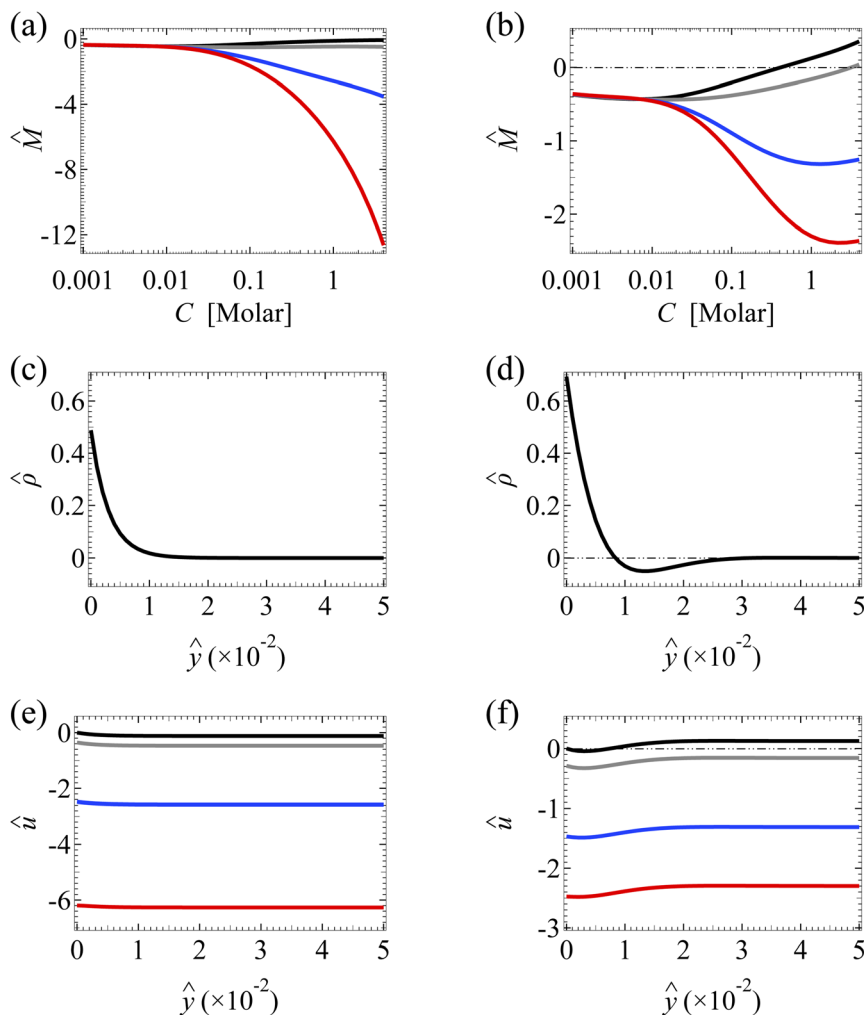 (a)
0
-4
-8
-12
M̂
0.001 0.01 0.1 1
C [Molar]
(b)
0
-1
-2
M̂
0.001 0.01 0.1 1
C [Molar]
(c)
0.6
0.4
0.2
0
ρ̂
0 1 2 3 4 5
ŷ (×10⁻²)
(d)
0.6
0.4
0.2
0
ρ̂
0 1 2 3 4 5
ŷ (×10⁻²)
(e)
0
-2
-4
-6
û
0 1 2 3 4 5
ŷ (×10⁻²)
(f)
0
-1
-2
-3
û
0 1 2 3 4 5
ŷ (×10⁻²)